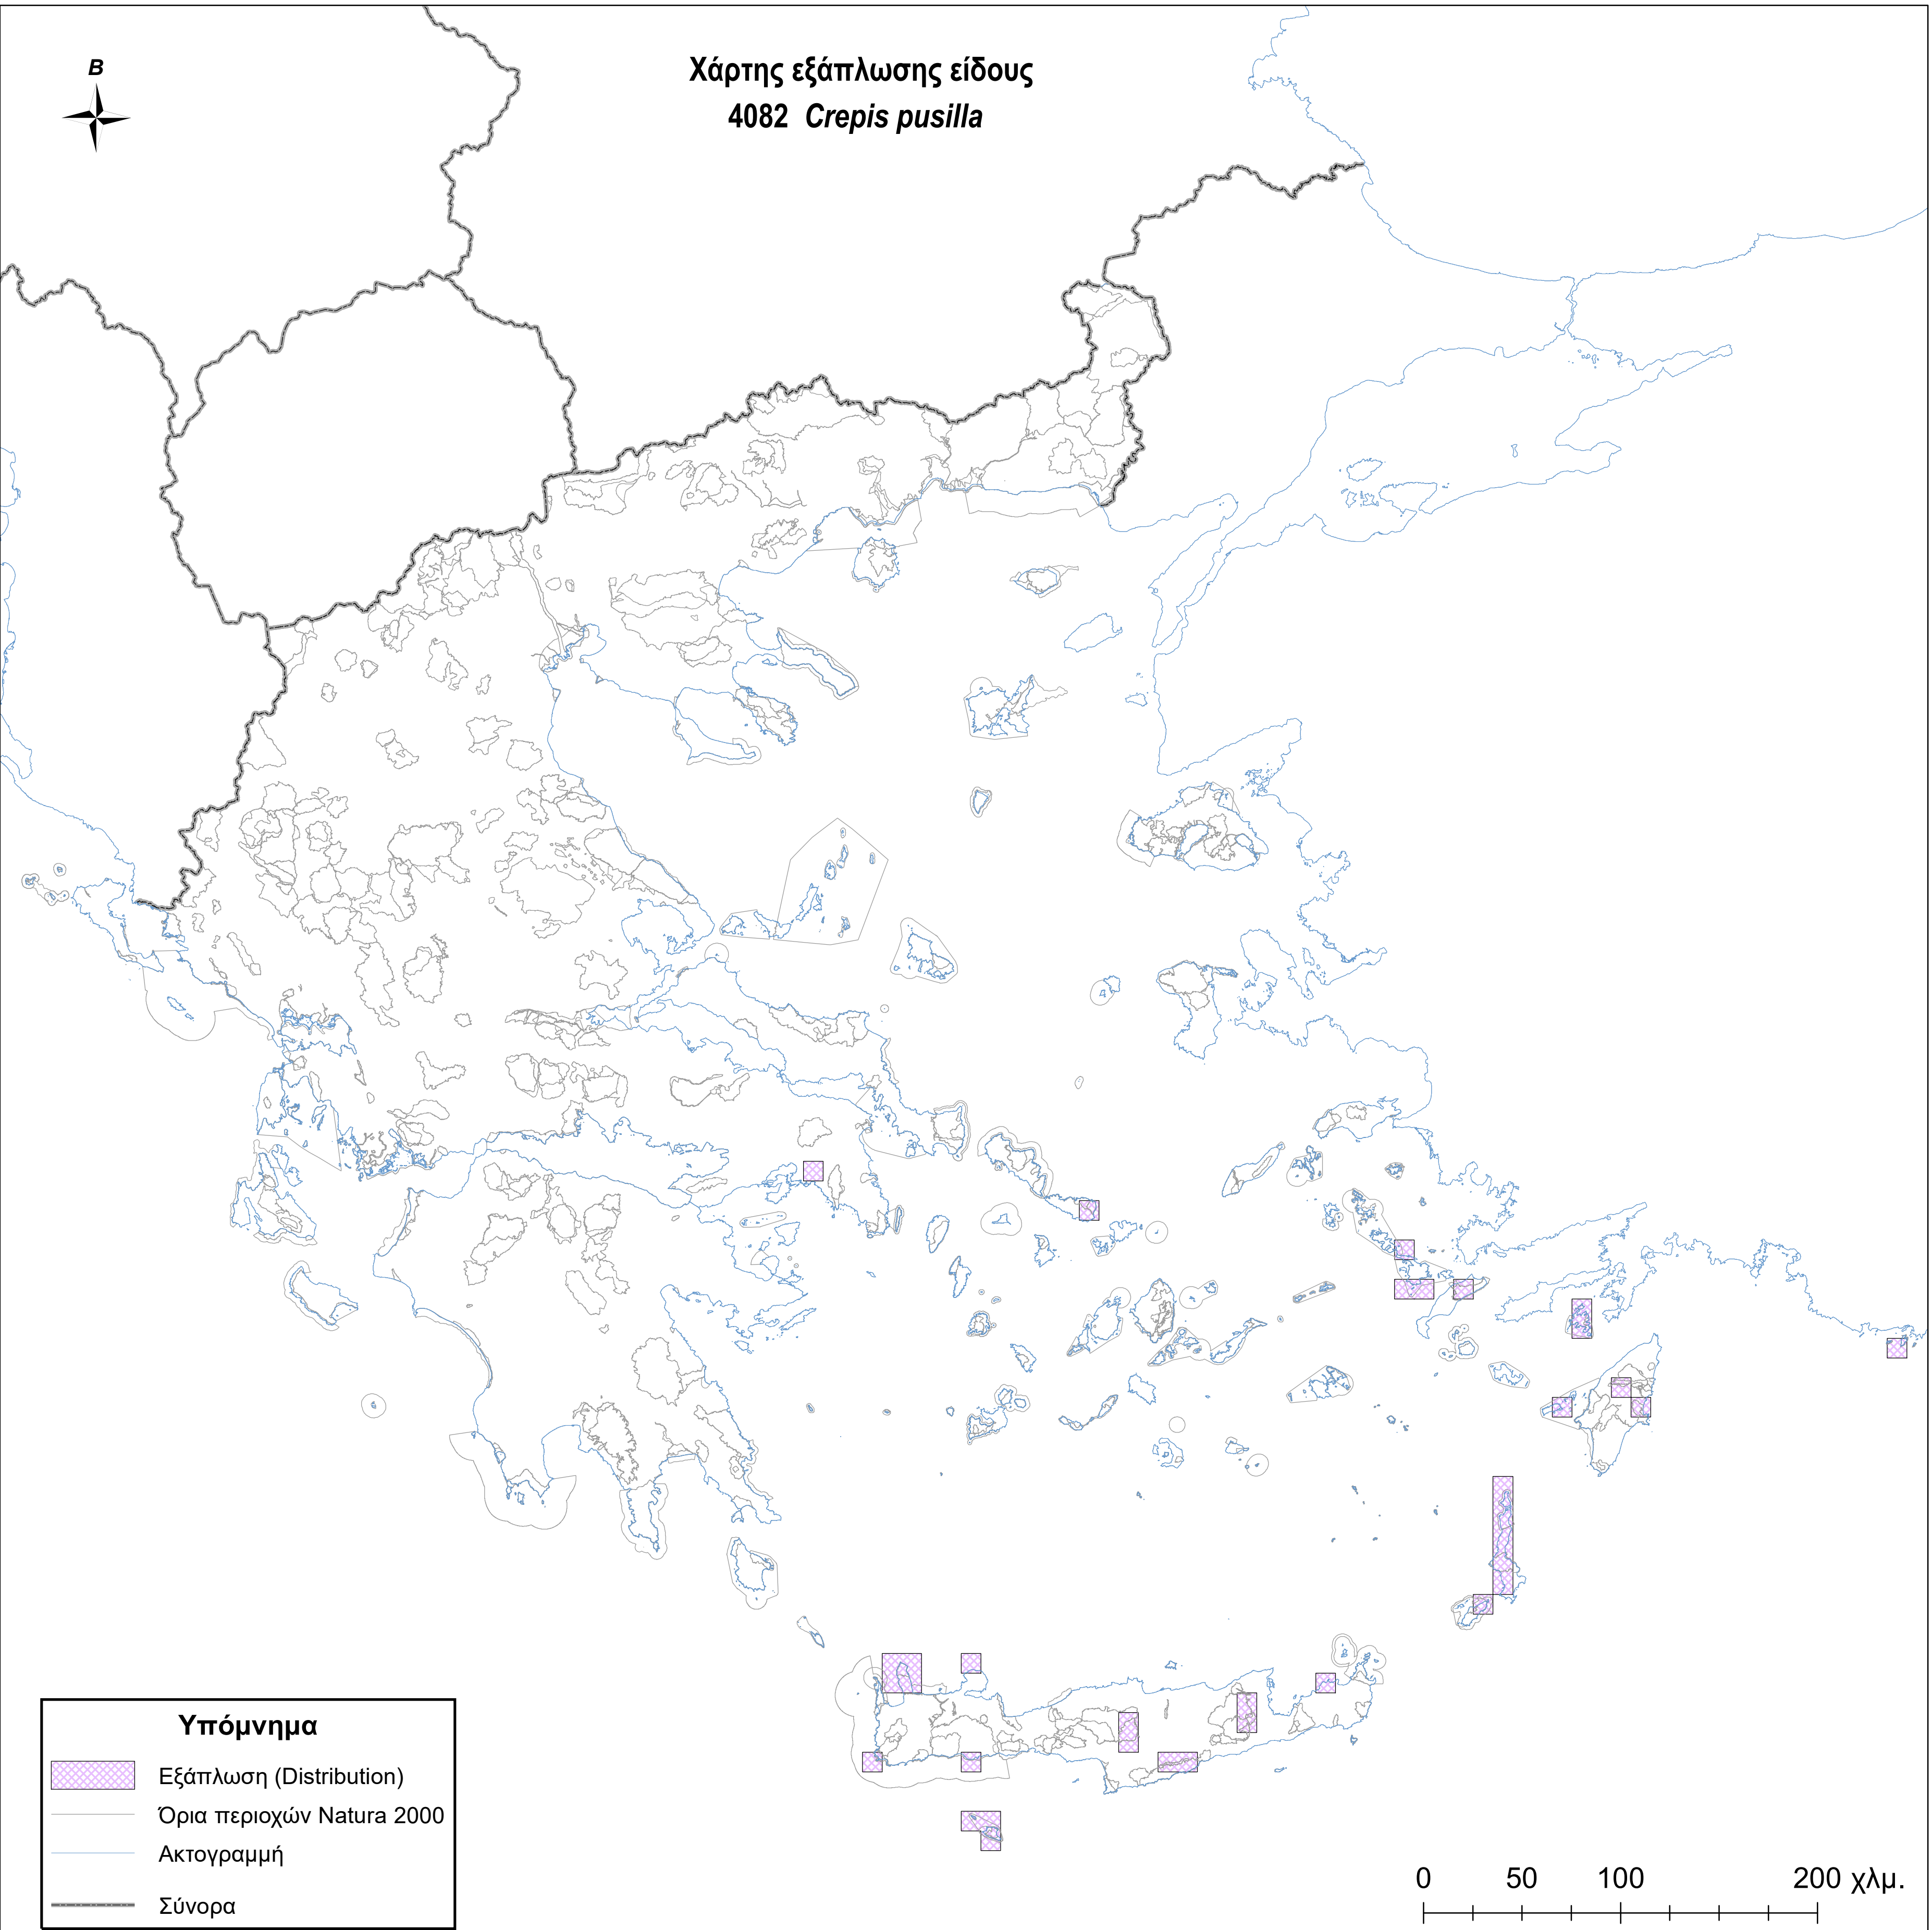 Χάρτης εξάπλωσης είδους
4082 Crepis pusilla
Β
Υπόμνημα
Εξάπλωση (Distribution)
Όρια περιοχών Natura 2000
Ακτογραμμή
Σύνορα
0 50 100 200 χλμ.